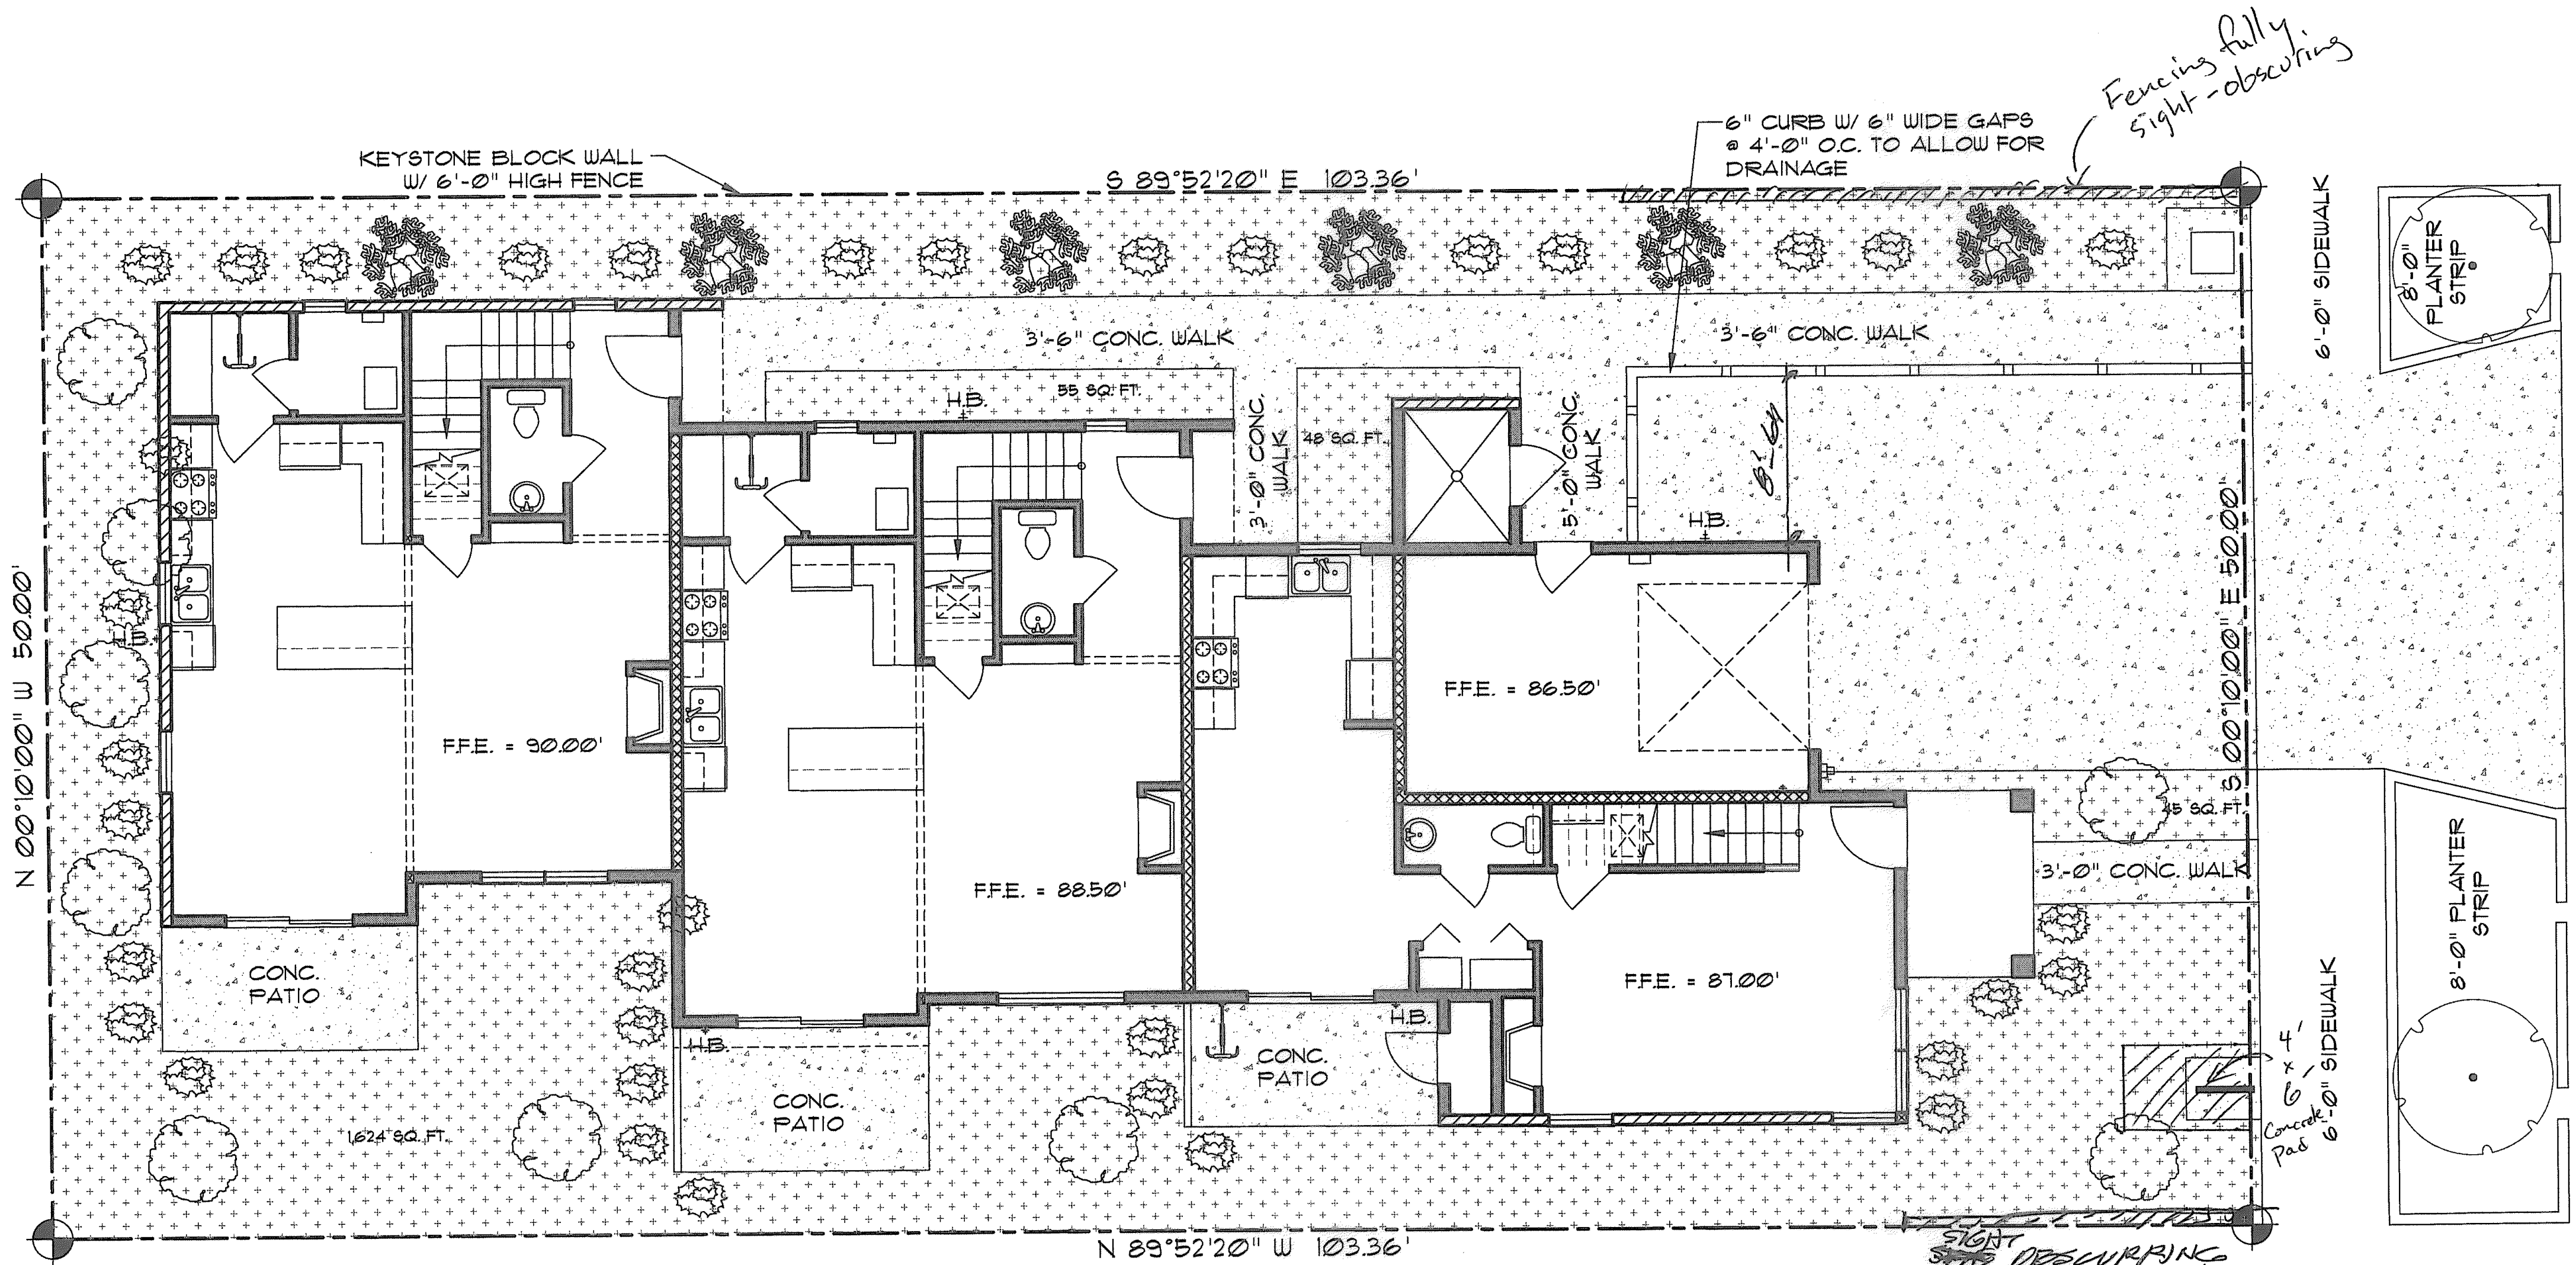 Fencing fully
sight-obscuring
6" CURB W/ 6" WIDE GAPS
@ 4'-0" O.C. TO ALLOW FOR
DRAINAGE
KEYSTONE BLOCK WALL
W/ 6'-0" HIGH FENCE
S 89°52'20" E 103.36'
6'-0" SIDEWALK
8'-0"
PLANTER
STRIP
3'-6" CONC. WALK
3'-6" CONC. WALK
55 SQ. FT.
H.B.
3'-0" CONC.
WALK
48 SQ. FT.
5'-0" CONC.
WALK
8'-6"
H.B.
N 00°10'00" W 50.00'
S 00°10'00" E 50.00'
H.B.
F.F.E. = 90.00'
F.F.E. = 88.50'
F.F.E. = 86.50'
45 SQ. FT.
3'-0" CONC. WALK
8'-0" PLANTER
STRIP
F.F.E. = 87.00'
CONC.
PATIO
H.B.
CONC.
PATIO
H.B.
CONC.
PATIO
4'
x
6'
Concrete
Pad
6'-0" SIDEWALK
1,624 SQ. FT.
N 89°52'20" W 103.36'
SIGHT
OBSCURRING